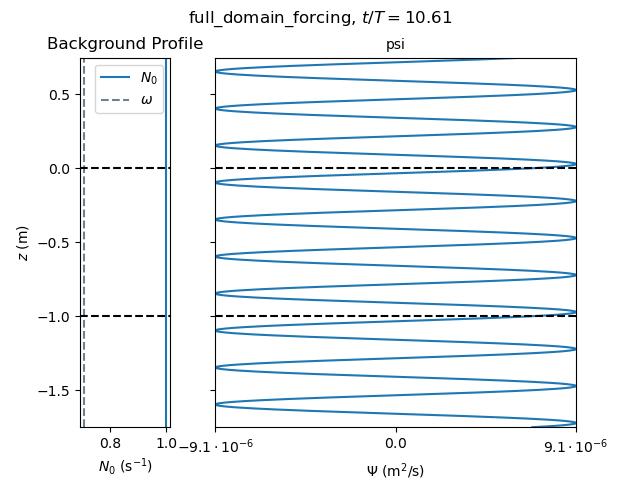 full_domain_forcing, t/T = 10.61
Background Profile
psi
N₀
ω
0.5
0.0
−0.5
−1.0
−1.5
z (m)
0.8
1.0
N₀ (s⁻¹)
−9.1 · 10⁻⁶
0.0
9.1 · 10⁻⁶
Ψ (m²/s)